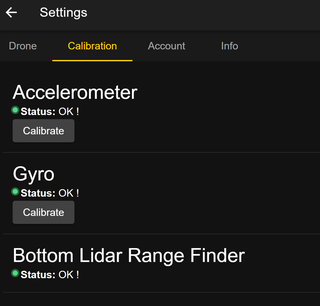 Settings
Drone Calibration Account Info
Accelerometer
Status: OK !
Calibrate
Gyro
Status: OK !
Calibrate
Bottom Lidar Range Finder
Status: OK !